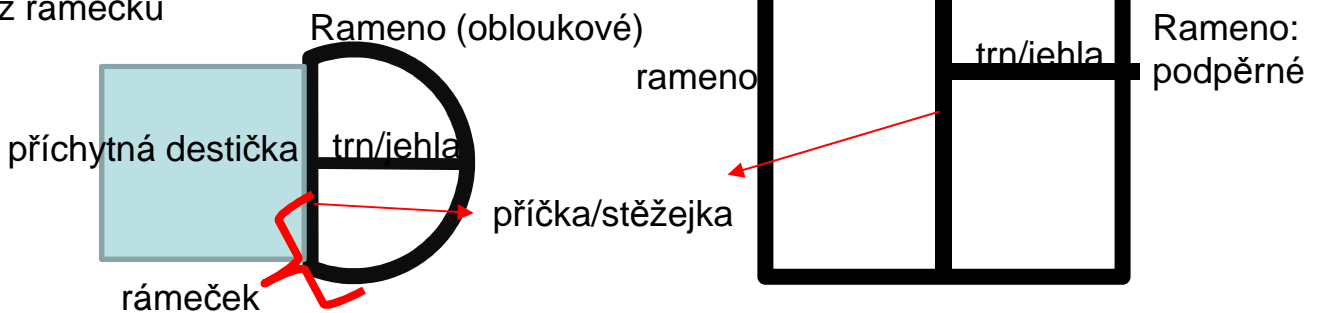 z rámečku
Rameno (obloukové)
příchytná destička
trn/jehla
příčka/stěžejka
rámeček
rameno
trn/jehla
Rameno:
podpěrné